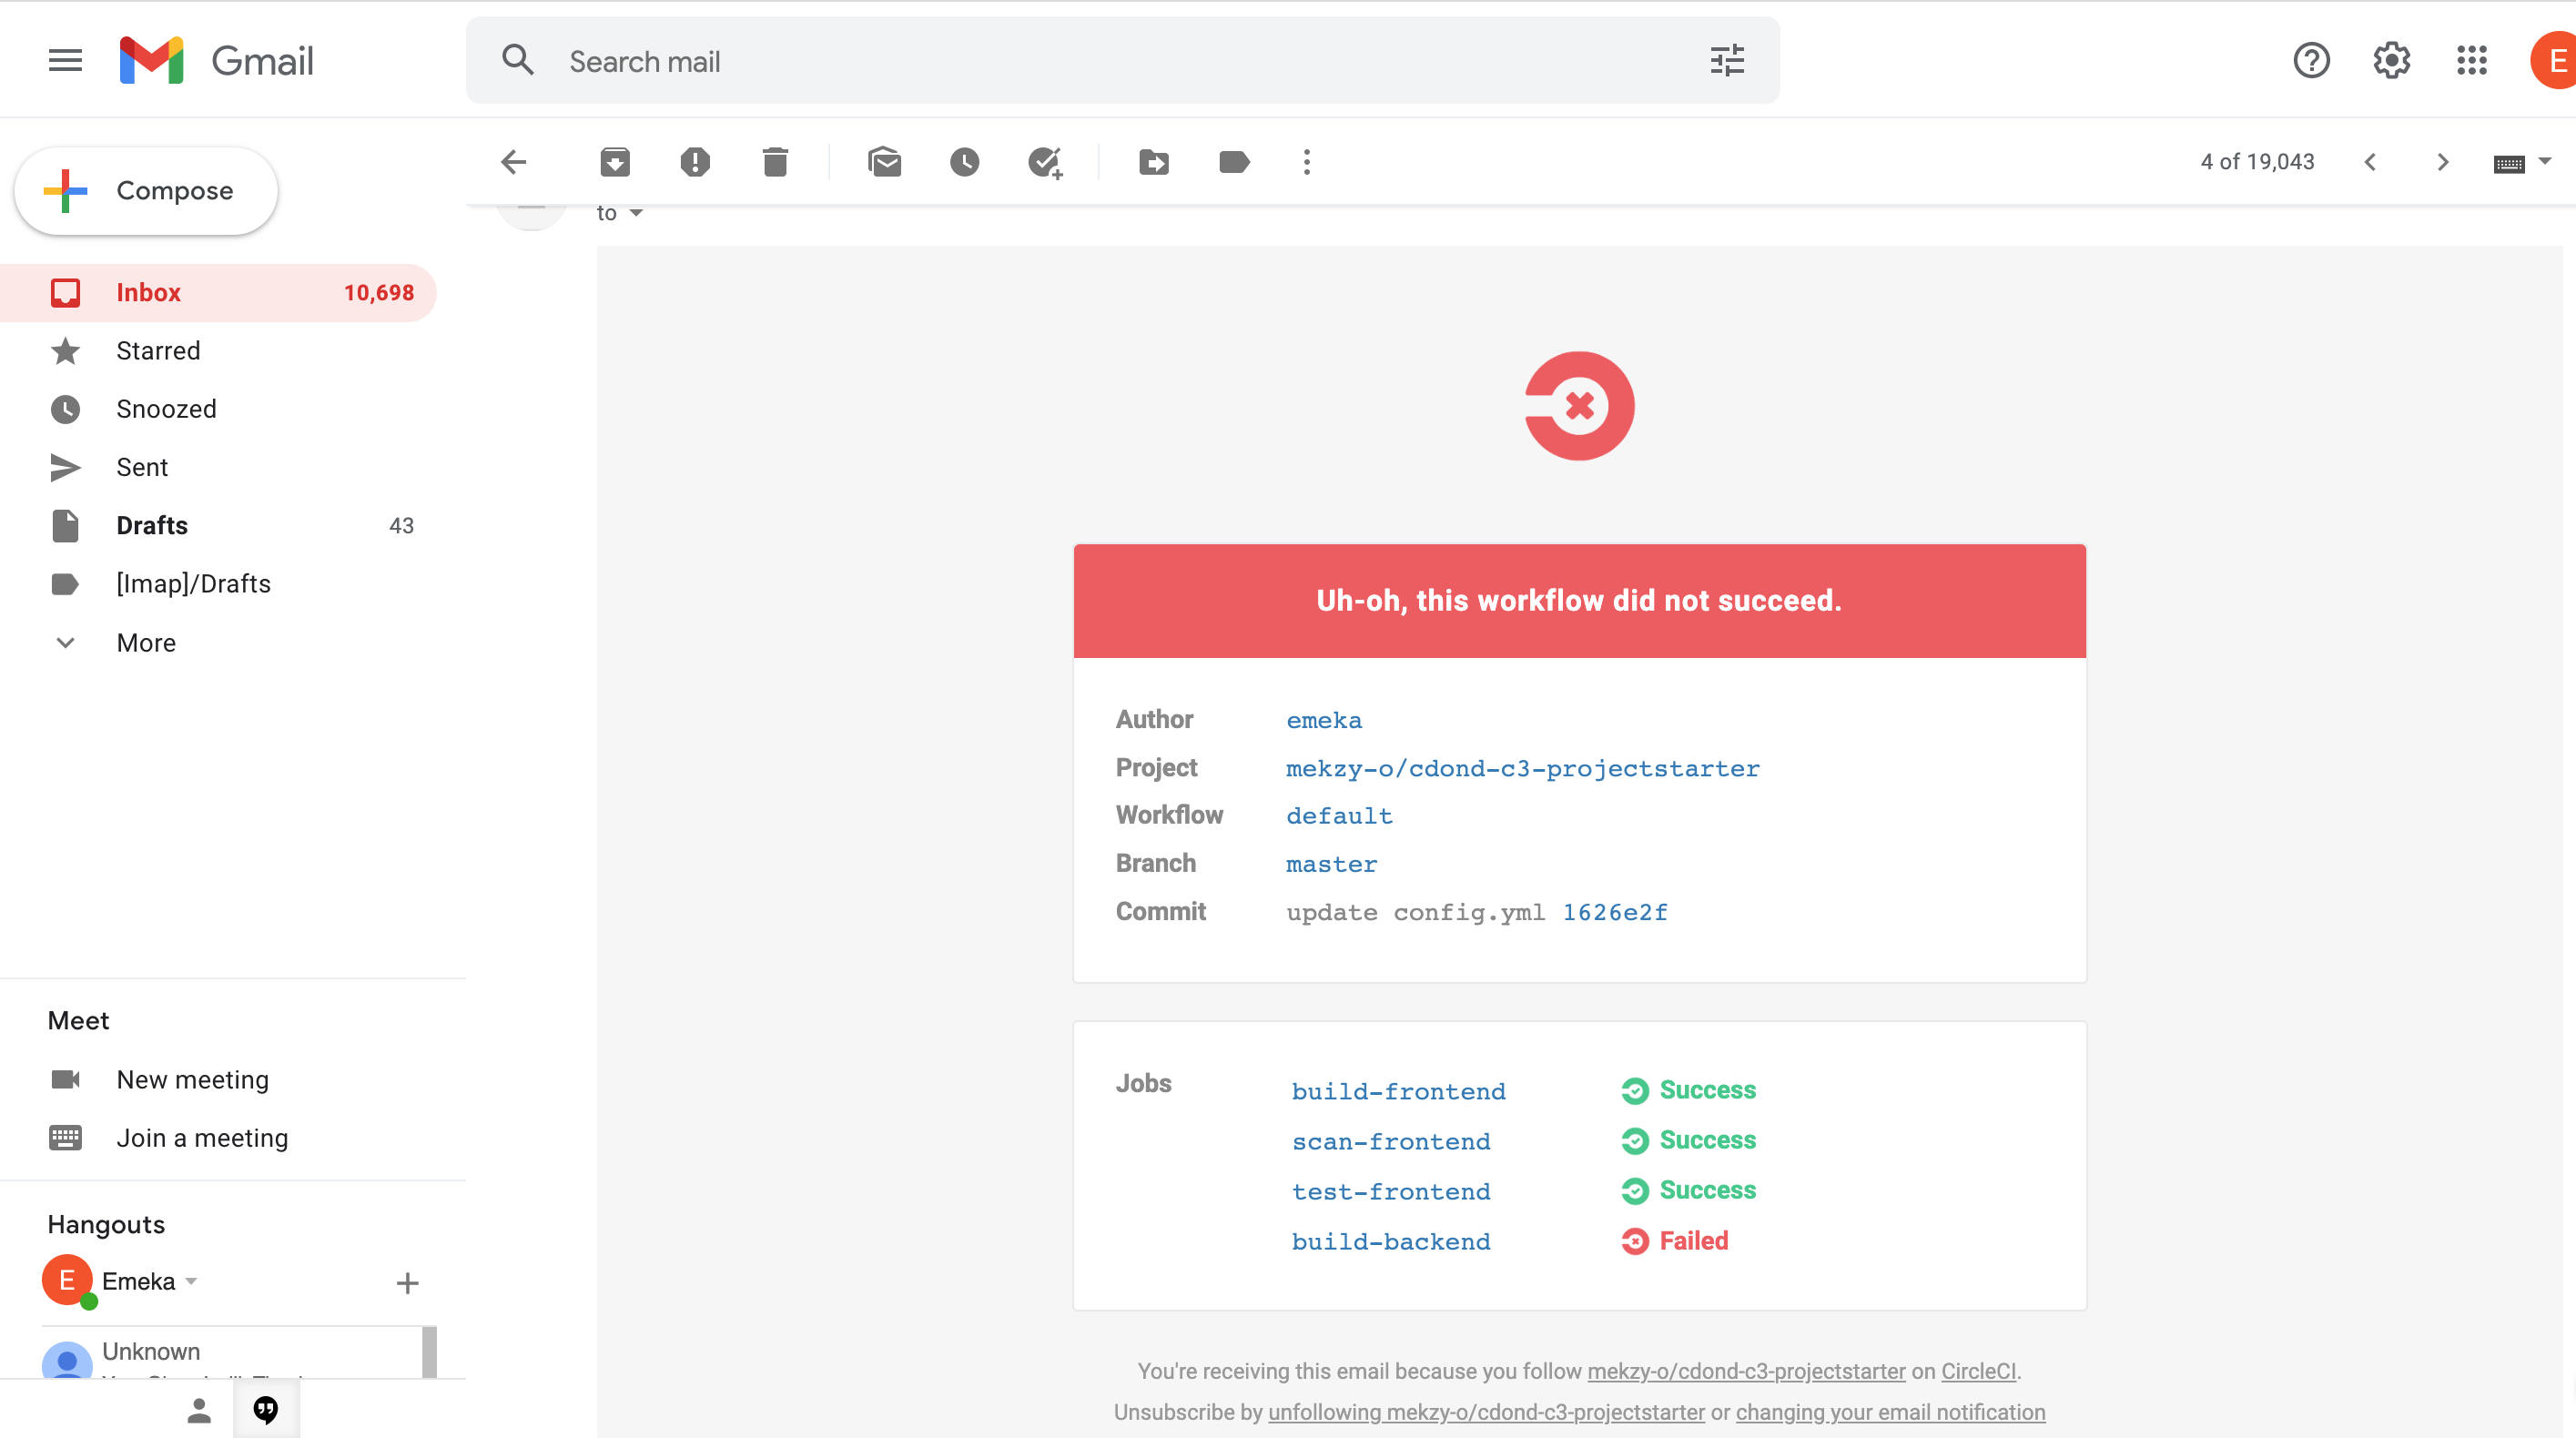 Gmail
Search mail
E
Compose
4 of 19,043
to
Inbox 10,698
Starred
Snoozed
Sent
Drafts 43
[Imap]/Drafts
More
Meet
New meeting
Join a meeting
Hangouts
E Emeka
Unknown
Uh-oh, this workflow did not succeed.
Author emeka
Project mekzy-o/cdond-c3-projectstarter
Workflow default
Branch master
Commit update config.yml 1626e2f
Jobs build-frontend Success
scan-frontend Success
test-frontend Success
build-backend Failed
You're receiving this email because you follow mekzy-o/cdond-c3-projectstarter on CircleCI.
Unsubscribe by unfollowing mekzy-o/cdond-c3-projectstarter or changing your email notification